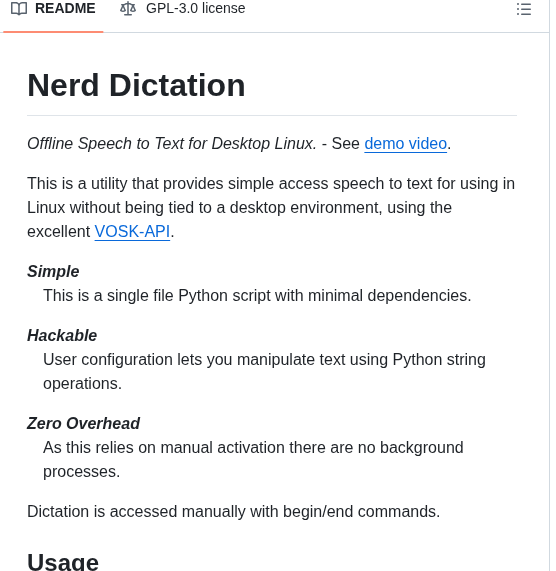 README GPL-3.0 license
Nerd Dictation
Offline Speech to Text for Desktop Linux. - See demo video.
This is a utility that provides simple access speech to text for using in
Linux without being tied to a desktop environment, using the
excellent VOSK-API.
Simple
This is a single file Python script with minimal dependencies.
Hackable
User configuration lets you manipulate text using Python string
operations.
Zero Overhead
As this relies on manual activation there are no background
processes.
Dictation is accessed manually with begin/end commands.
Usage